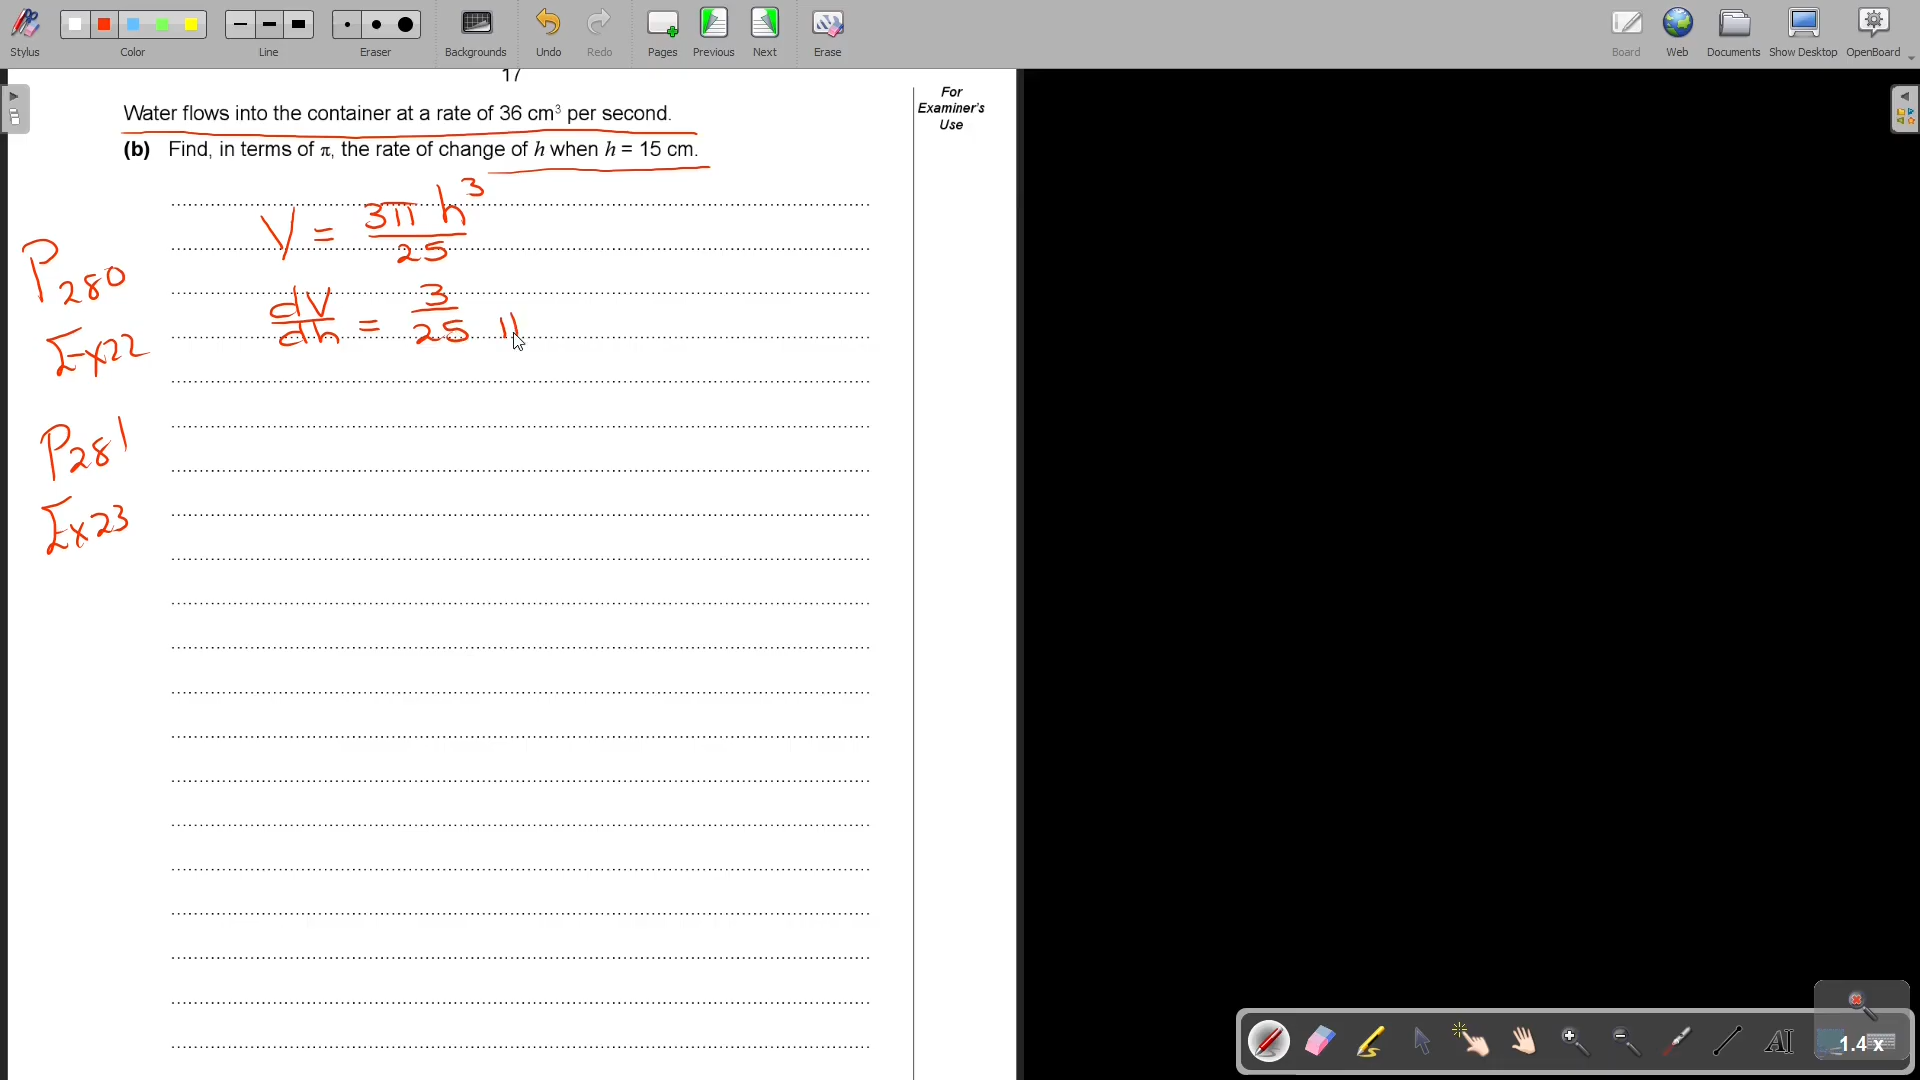 Stylus
Color
Line
Eraser
Backgrounds
Undo
Redo
Pages
Previous
Next
Erase
Board
Web
Documents
Show Desktop
OpenBoard
17
For
Examiner's
Use
Water flows into the container at a rate of 36 cm³ per second.
(b) Find, in terms of π, the rate of change of h when h = 15 cm.
V = 3π h³ / 25
dV/dh = 3/25
P280
Ex22
P281
Ex23
AI
1.4 x